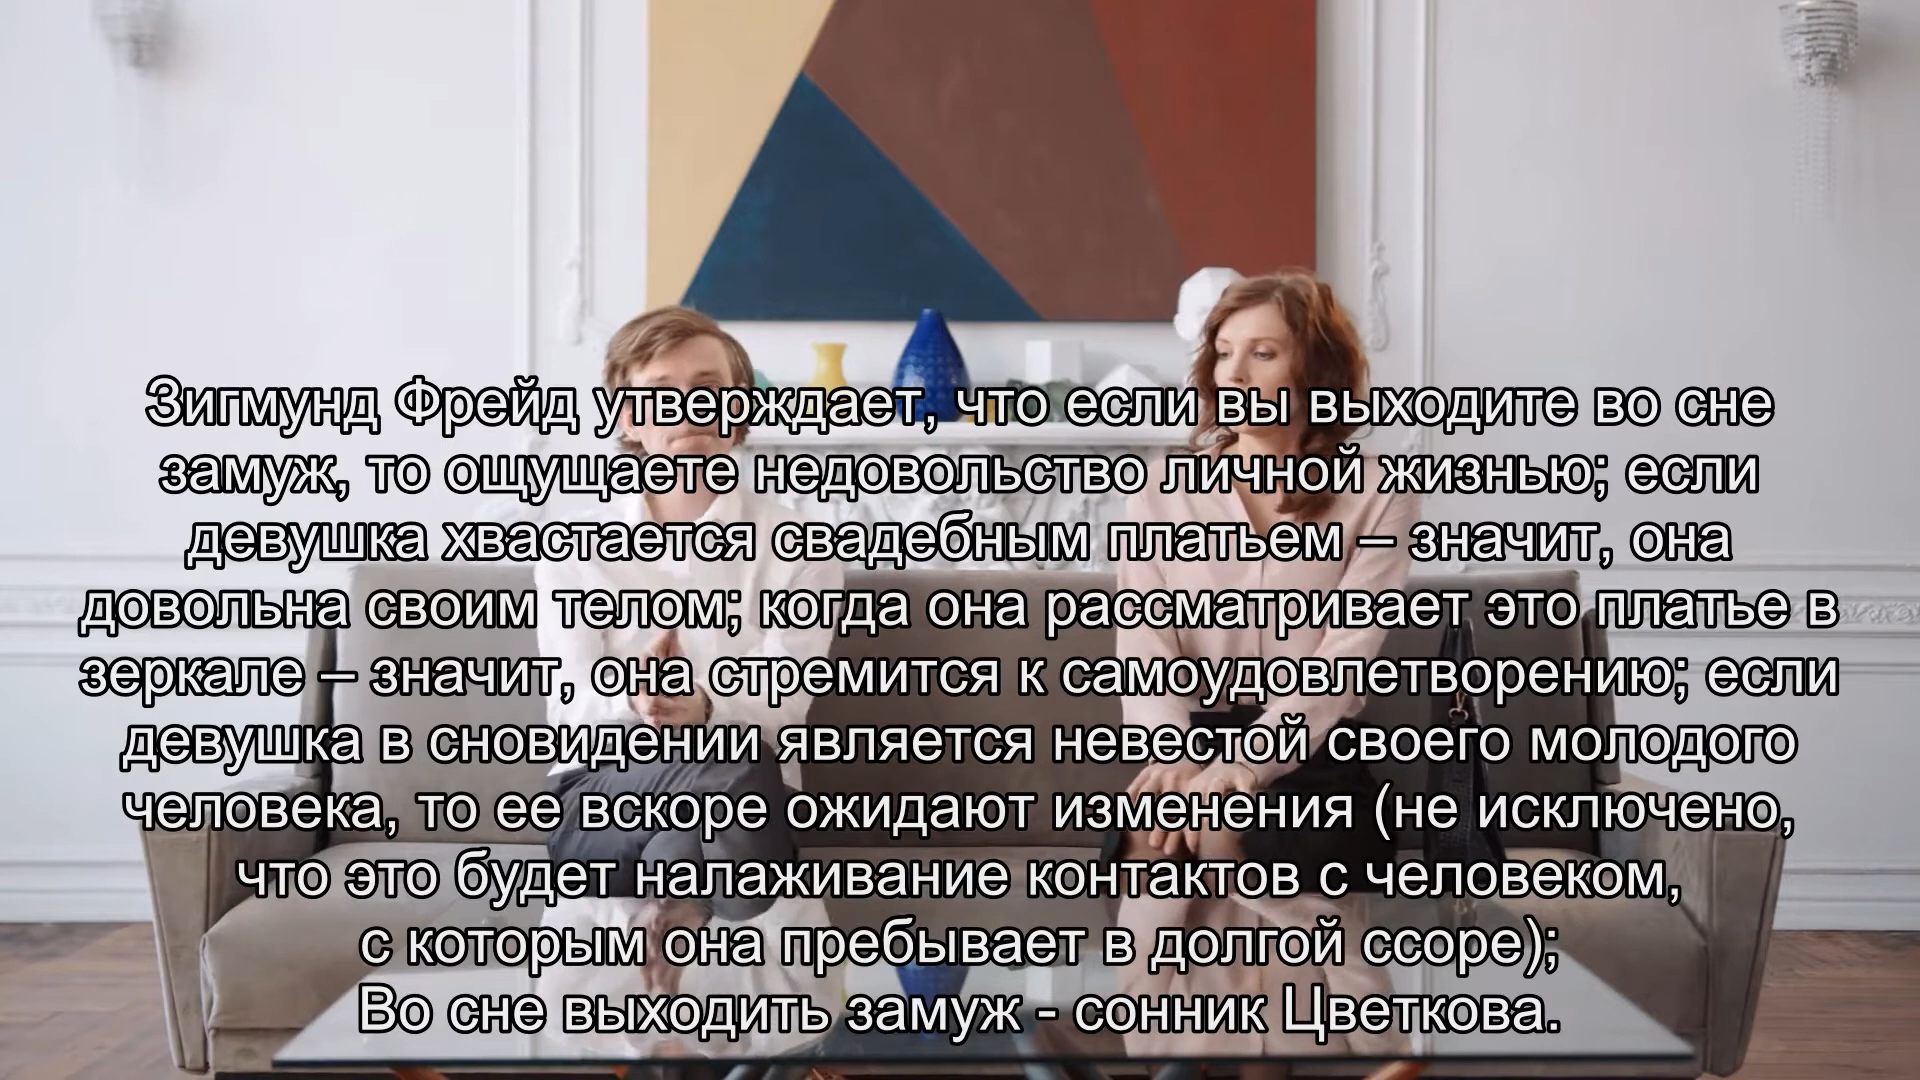 Зигмунд Фрейд утверждает, что если вы выходите во сне
замуж, то ощущаете недовольство личной жизнью; если
девушка хвастается свадебным платьем – значит, она
довольна своим телом; когда она рассматривает это платье в
зеркале – значит, она стремится к самоудовлетворению; если
девушка в сновидении является невестой своего молодого
человека, то ее вскоре ожидают изменения (не исключено,
что это будет налаживание контактов с человеком,
с которым она пребывает в долгой ссоре);
Во сне выходить замуж - сонник Цветкова.